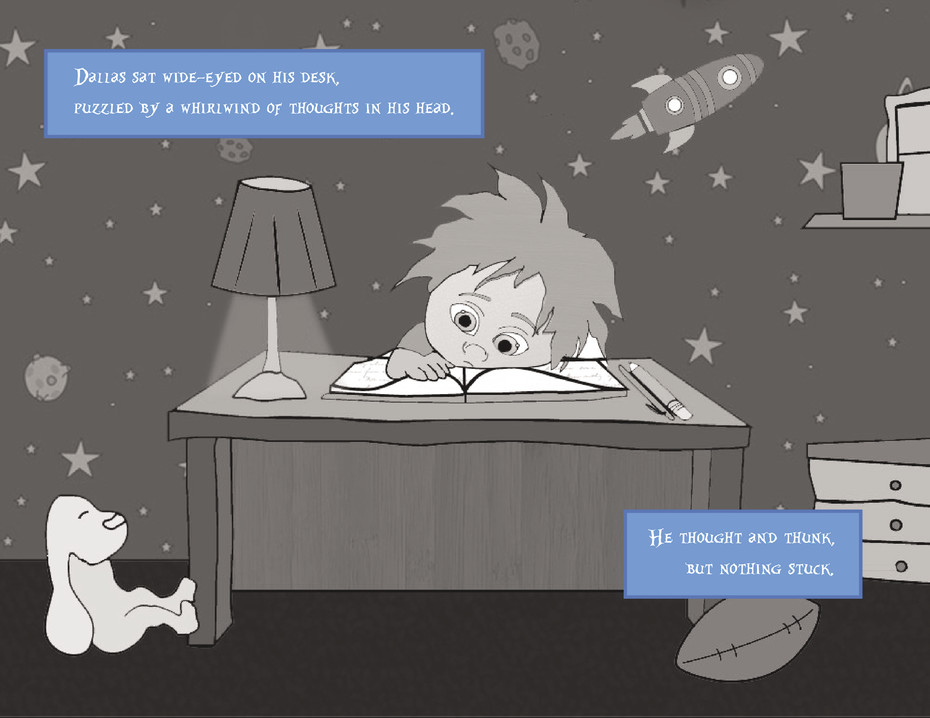 Dallas sat wide-eyed on his desk,
puzzled by a whirlwind of thoughts in his head.
He thought and thunk,
but nothing stuck.